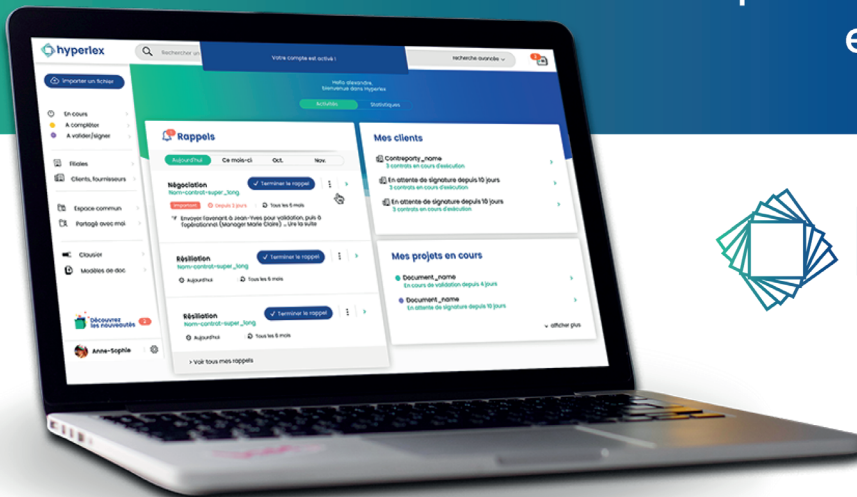 hyperlex
Rechercher un
Votre compte est activé !
recherche avancée
Importer un fichier
Hello alexandre,
bienvenue dans Hyperlex
Activités
Statistiques
En cours
A compléter
A valider/signer
Filiales
Clients, fournisseurs
Espace commun
Partagé avec moi
Clausier
Modèles de doc
Découvrez
les nouveautés
2
Anne-Sophie
Rappels
Aujourd'hui
Ce mois-ci
Oct.
Nov.
Négociation
Nom-contrat-super_long
Terminer le rappel
Important
Depuis 2 jours
Tous les 6 mois
Envoyer l'avenant à Jean-Yves pour validation, puis à
l'opérationnel (Manager Marie Claire) ... Lire la suite
Résiliation
Nom-contrat-super_long
Terminer le rappel
Aujourd'hui
Tous les 6 mois
Résiliation
Nom-contrat-super_long
Terminer le rappel
Aujourd'hui
Tous les 6 mois
> Voir tous mes rappels
Mes clients
Contreparty_name
3 contrats en cours d'exécution
En attente de signature depuis 10 jours
3 contrats en cours d'exécution
En attente de signature depuis 10 jours
3 contrats en cours d'exécution
Mes projets en cours
Document_name
En cours de validation depuis 4 jours
Document_name
En attente de signature depuis 10 jours
afficher plus